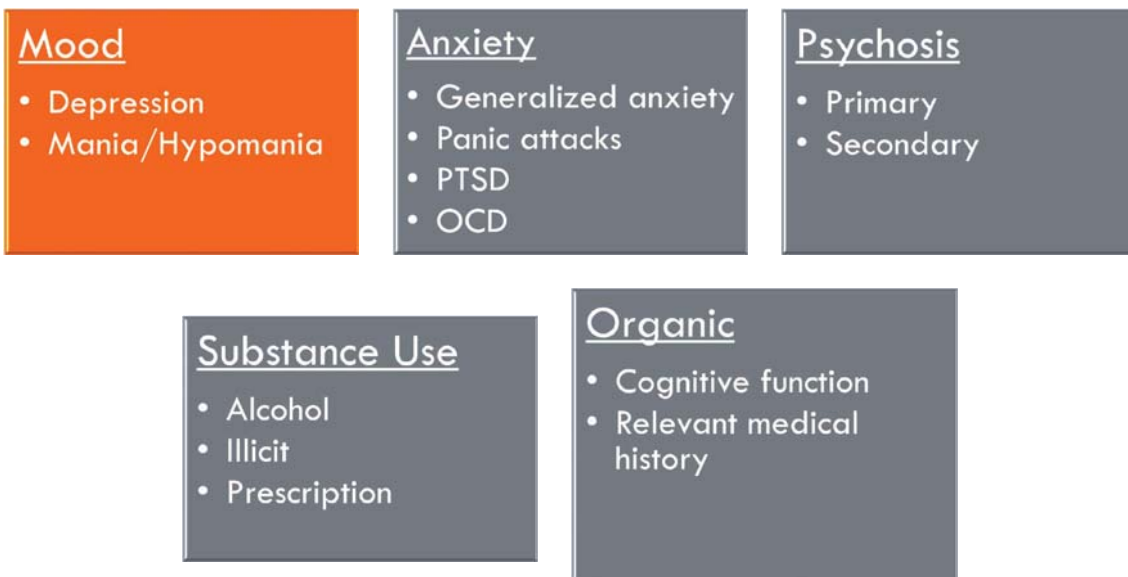 Mood
• Depression
• Mania/Hypomania
Anxiety
• Generalized anxiety
• Panic attacks
• PTSD
• OCD
Psychosis
• Primary
• Secondary
Substance Use
• Alcohol
• Illicit
• Prescription
Organic
• Cognitive function
• Relevant medical
history